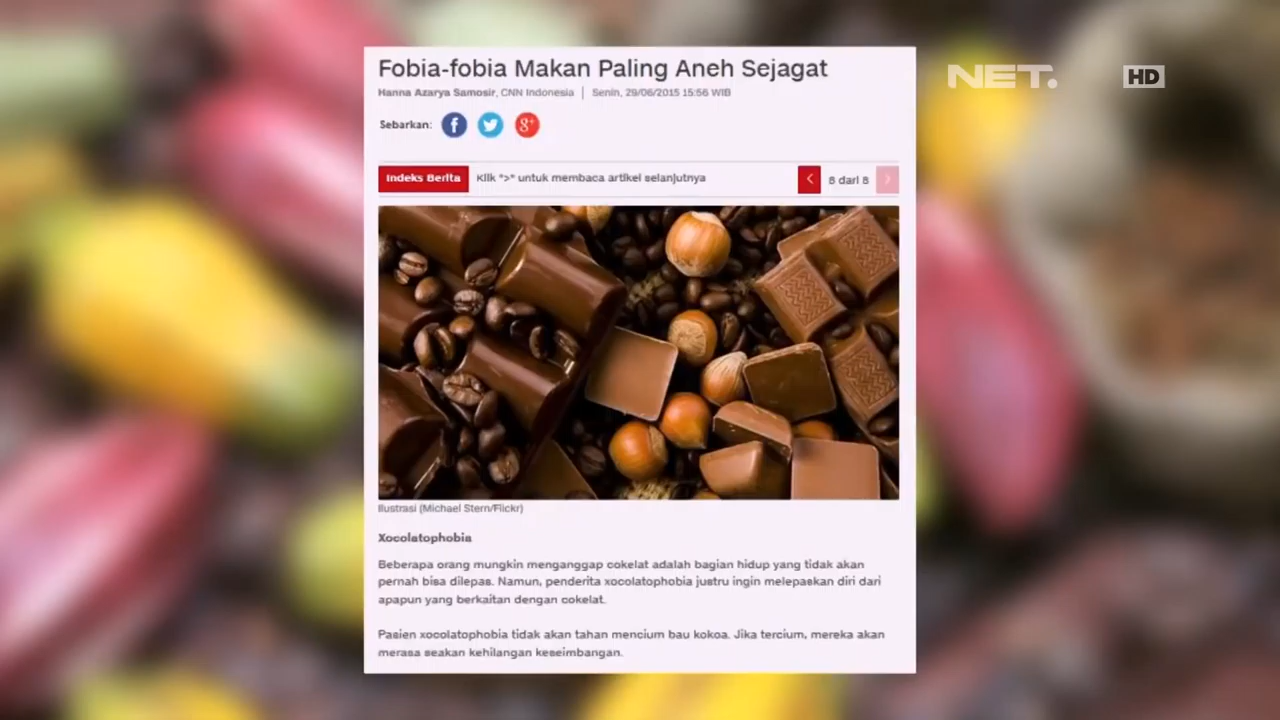 Fobia-fobia Makan Paling Aneh Sejagat
NET.
HD
Hanna Azarya Samosir, CNN Indonesia | Senin, 29/06/2015 15:56 WIB
Sebarkan:
Indeks Berita Klik ">" untuk membaca artikel selanjutnya 8 dari 8
Ilustrasi (Michael Stern/Flickr)
Xocolatophobia
Beberapa orang mungkin menganggap cokelat adalah bagian hidup yang tidak akan
pernah bisa dilepas. Namun, penderita xocolatophobia justru ingin melepaskan diri dari
apapun yang berkaitan dengan cokelat.
Pasien xocolatophobia tidak akan tahan mencium bau kokoa. Jika tercium, mereka akan
merasa seakan kehilangan keseimbangan.